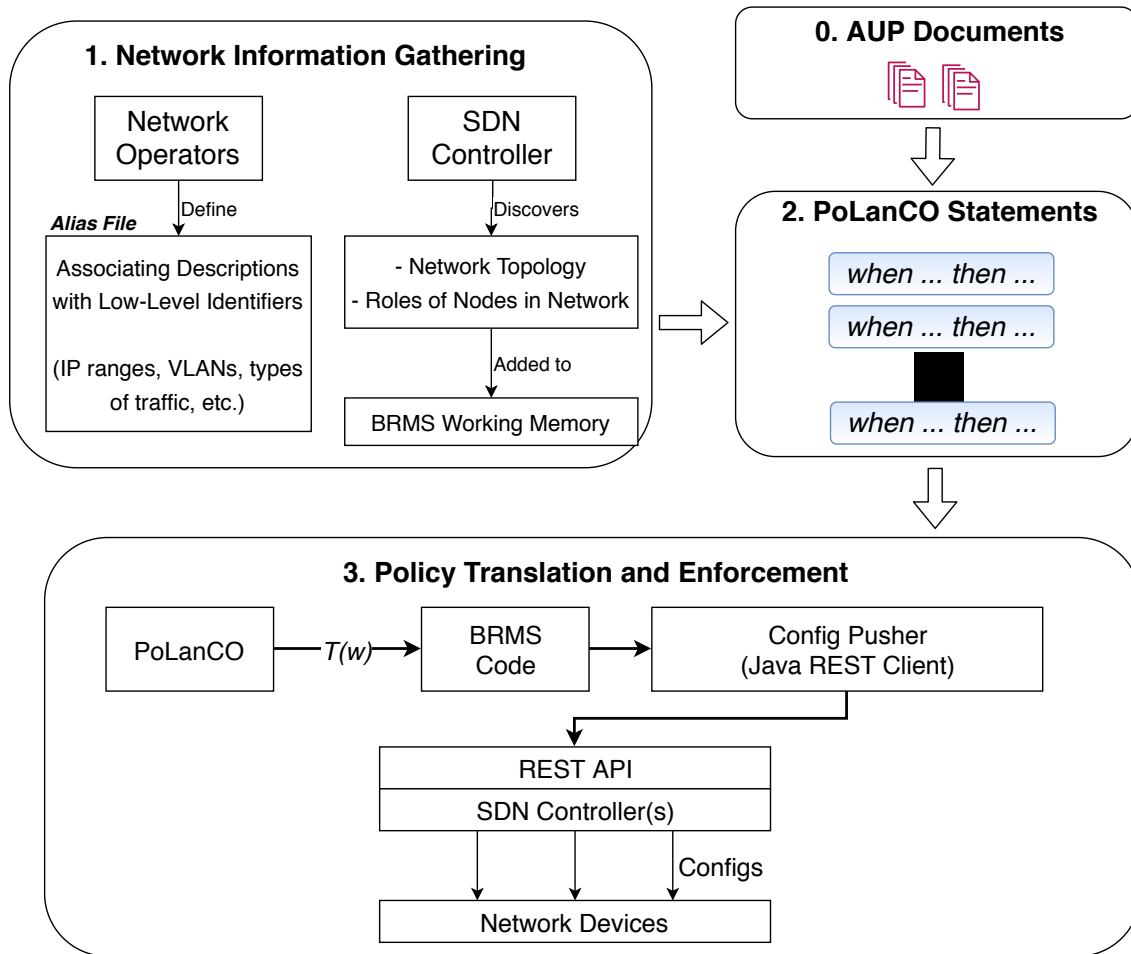 1. Network Information Gathering
Network
Operators
Define
Alias File
Associating Descriptions
with Low-Level Identifiers
(IP ranges, VLANs, types
of traffic, etc.)
SDN
Controller
Discovers
- Network Topology
- Roles of Nodes in Network
Added to
BRMS Working Memory
0. AUP Documents
2. PoLanCO Statements
when ... then ...
when ... then ...
when ... then ...
3. Policy Translation and Enforcement
PoLanCO
T(w)
BRMS
Code
Config Pusher
(Java REST Client)
REST API
SDN Controller(s)
Configs
Network Devices